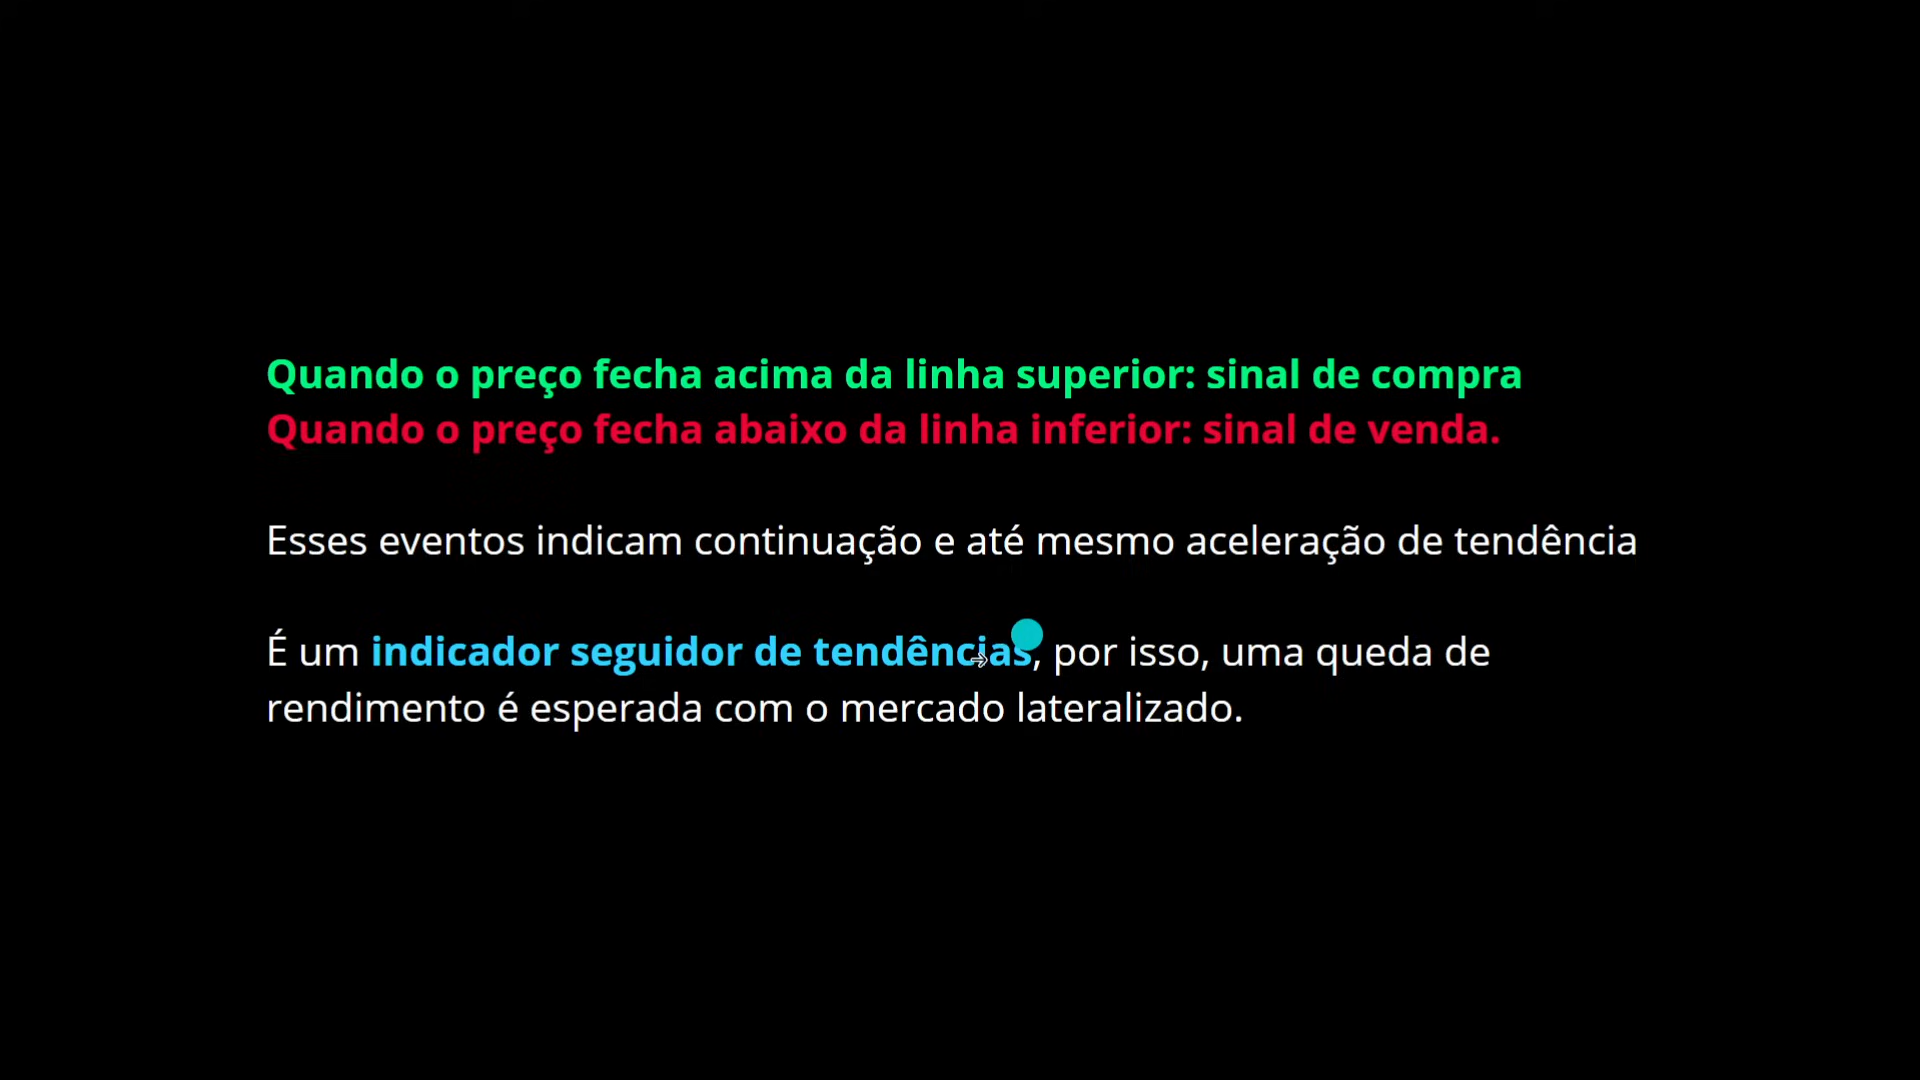 Quando o preço fecha acima da linha superior: sinal de compra
Quando o preço fecha abaixo da linha inferior: sinal de venda.
Esses eventos indicam continuação e até mesmo aceleração de tendência
É um indicador seguidor de tendências, por isso, uma queda de
rendimento é esperada com o mercado lateralizado.